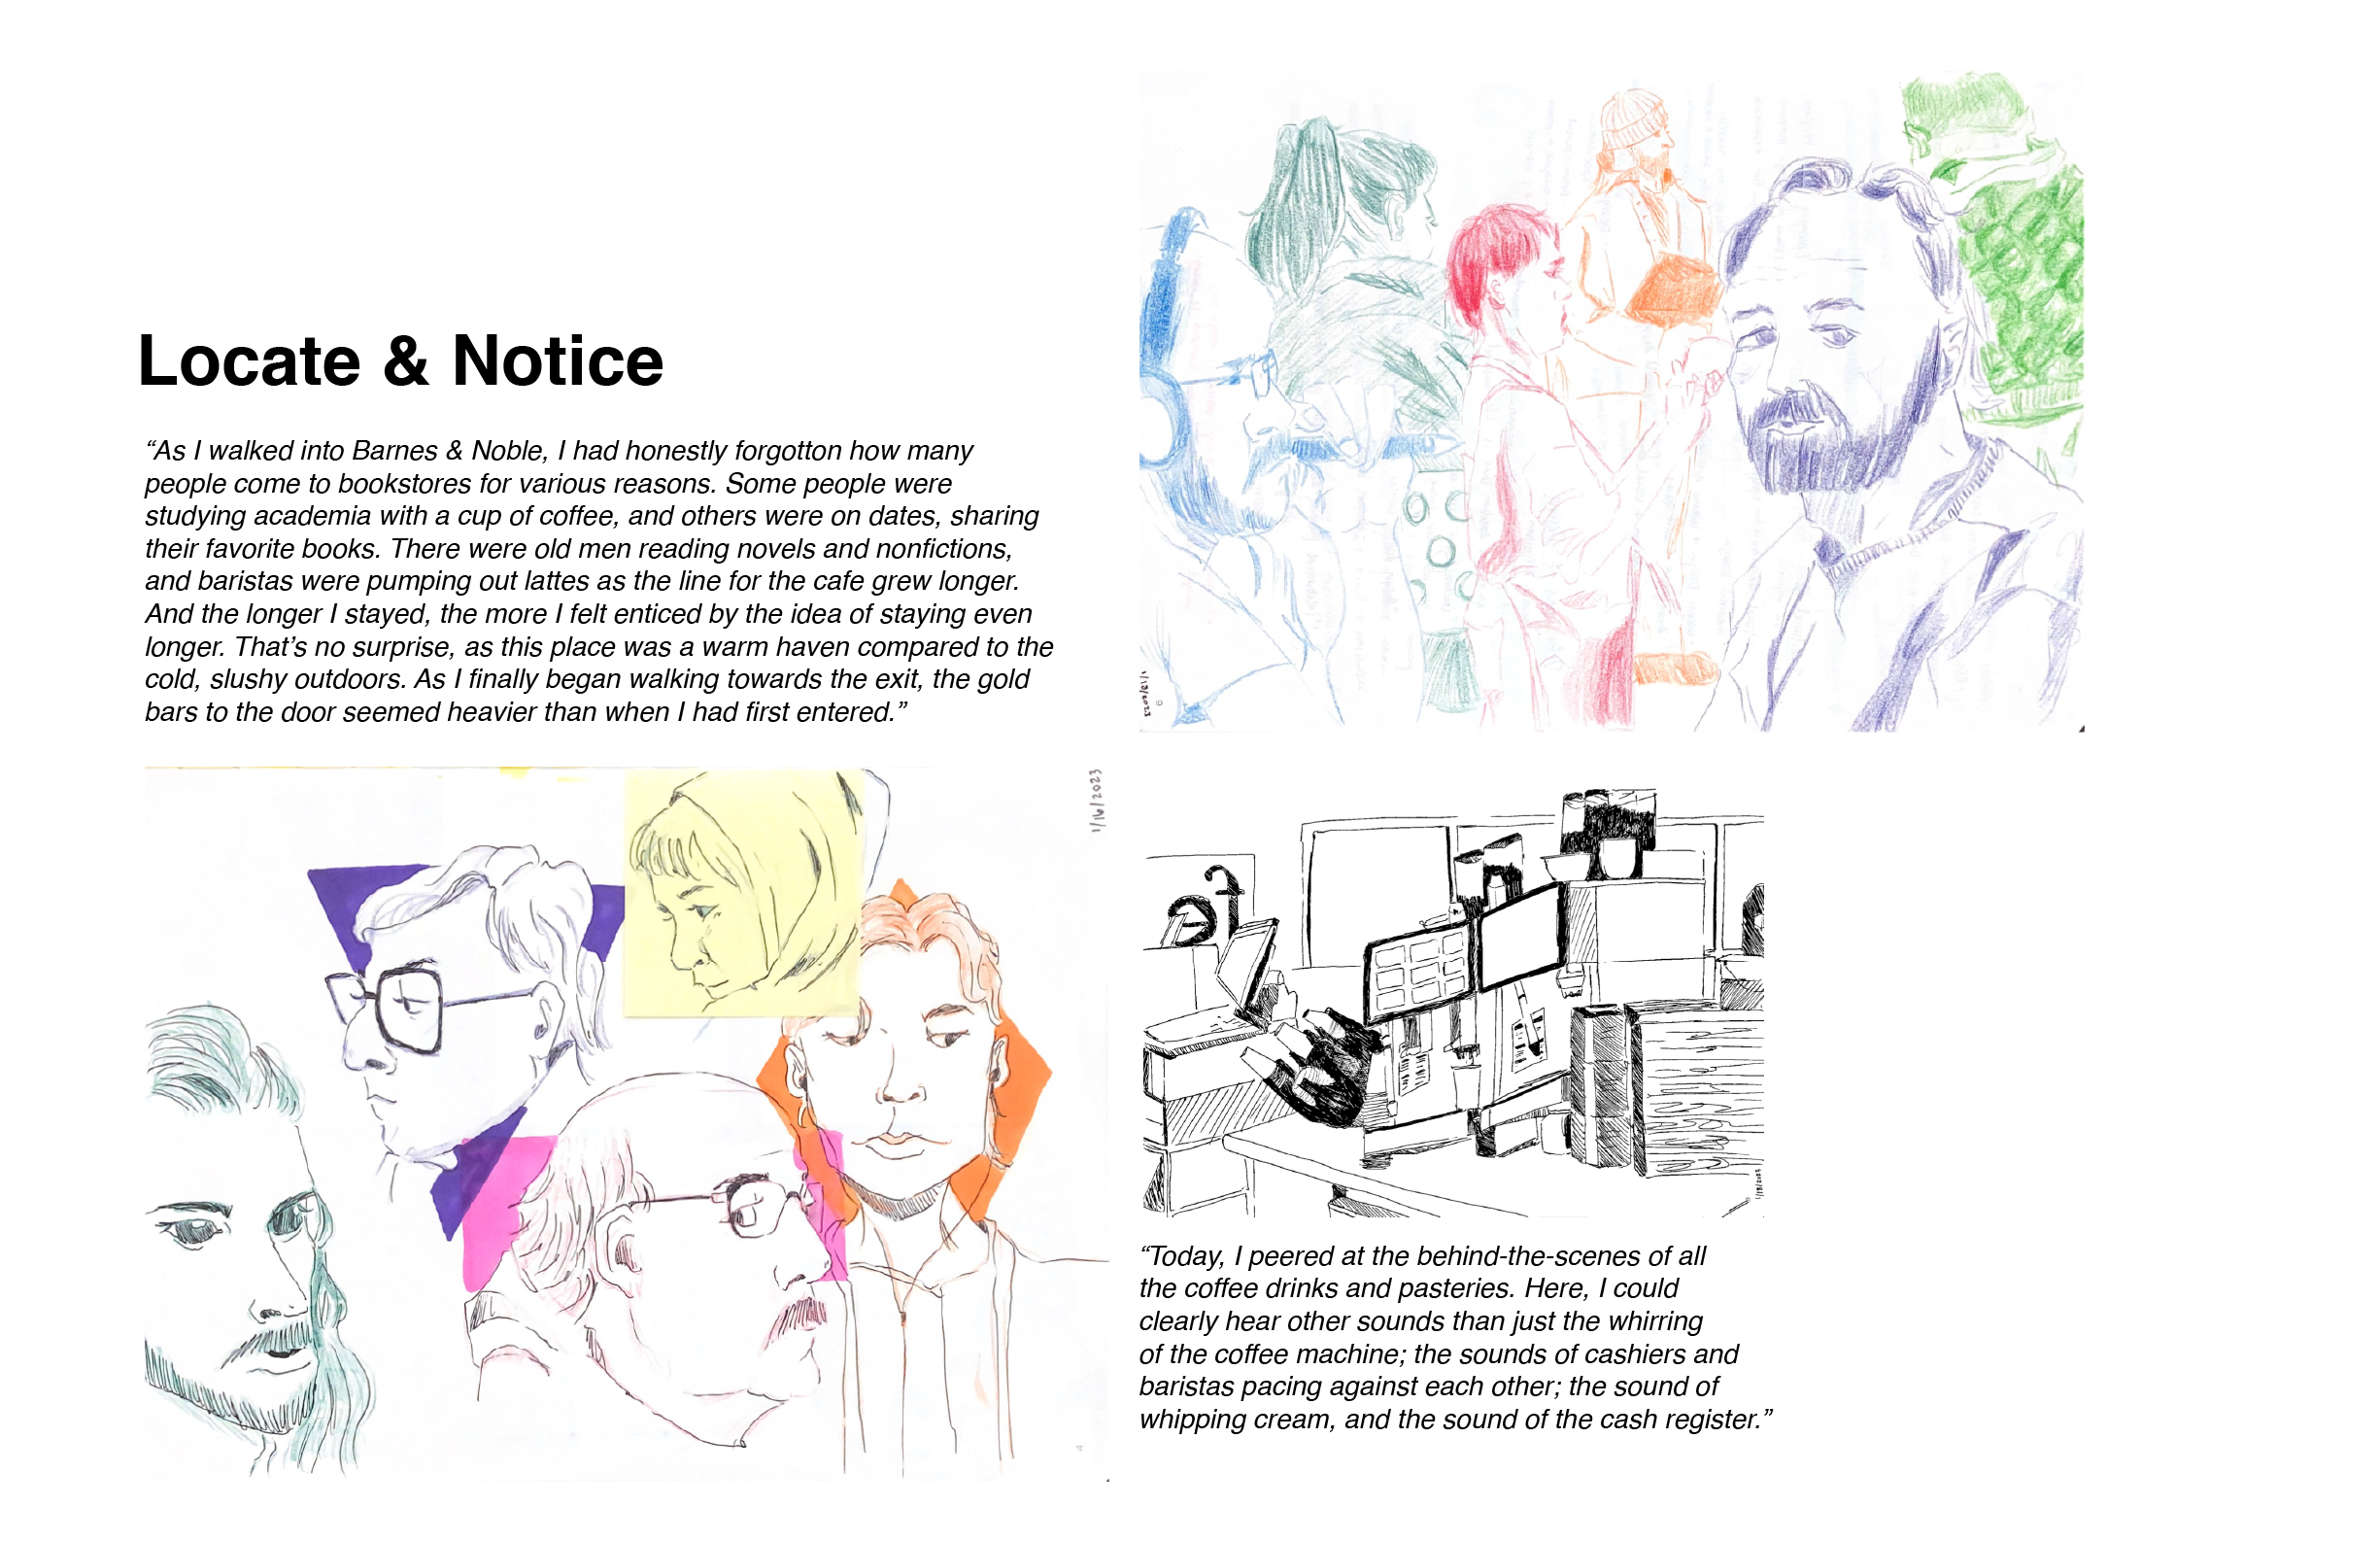 Locate & Notice
“As I walked into Barnes & Noble, I had honestly forgotton how many
people come to bookstores for various reasons. Some people were
studying academia with a cup of coffee, and others were on dates, sharing
their favorite books. There were old men reading novels and nonfictions,
and baristas were pumping out lattes as the line for the cafe grew longer.
And the longer I stayed, the more I felt enticed by the idea of staying even
longer. That’s no surprise, as this place was a warm haven compared to the
cold, slushy outdoors. As I finally began walking towards the exit, the gold
bars to the door seemed heavier than when I had first entered.”
1/18/2023
1/16/2023
fe
“Today, I peered at the behind-the-scenes of all
the coffee drinks and pasteries. Here, I could
clearly hear other sounds than just the whirring
of the coffee machine; the sounds of cashiers and
baristas pacing against each other; the sound of
whipping cream, and the sound of the cash register.”